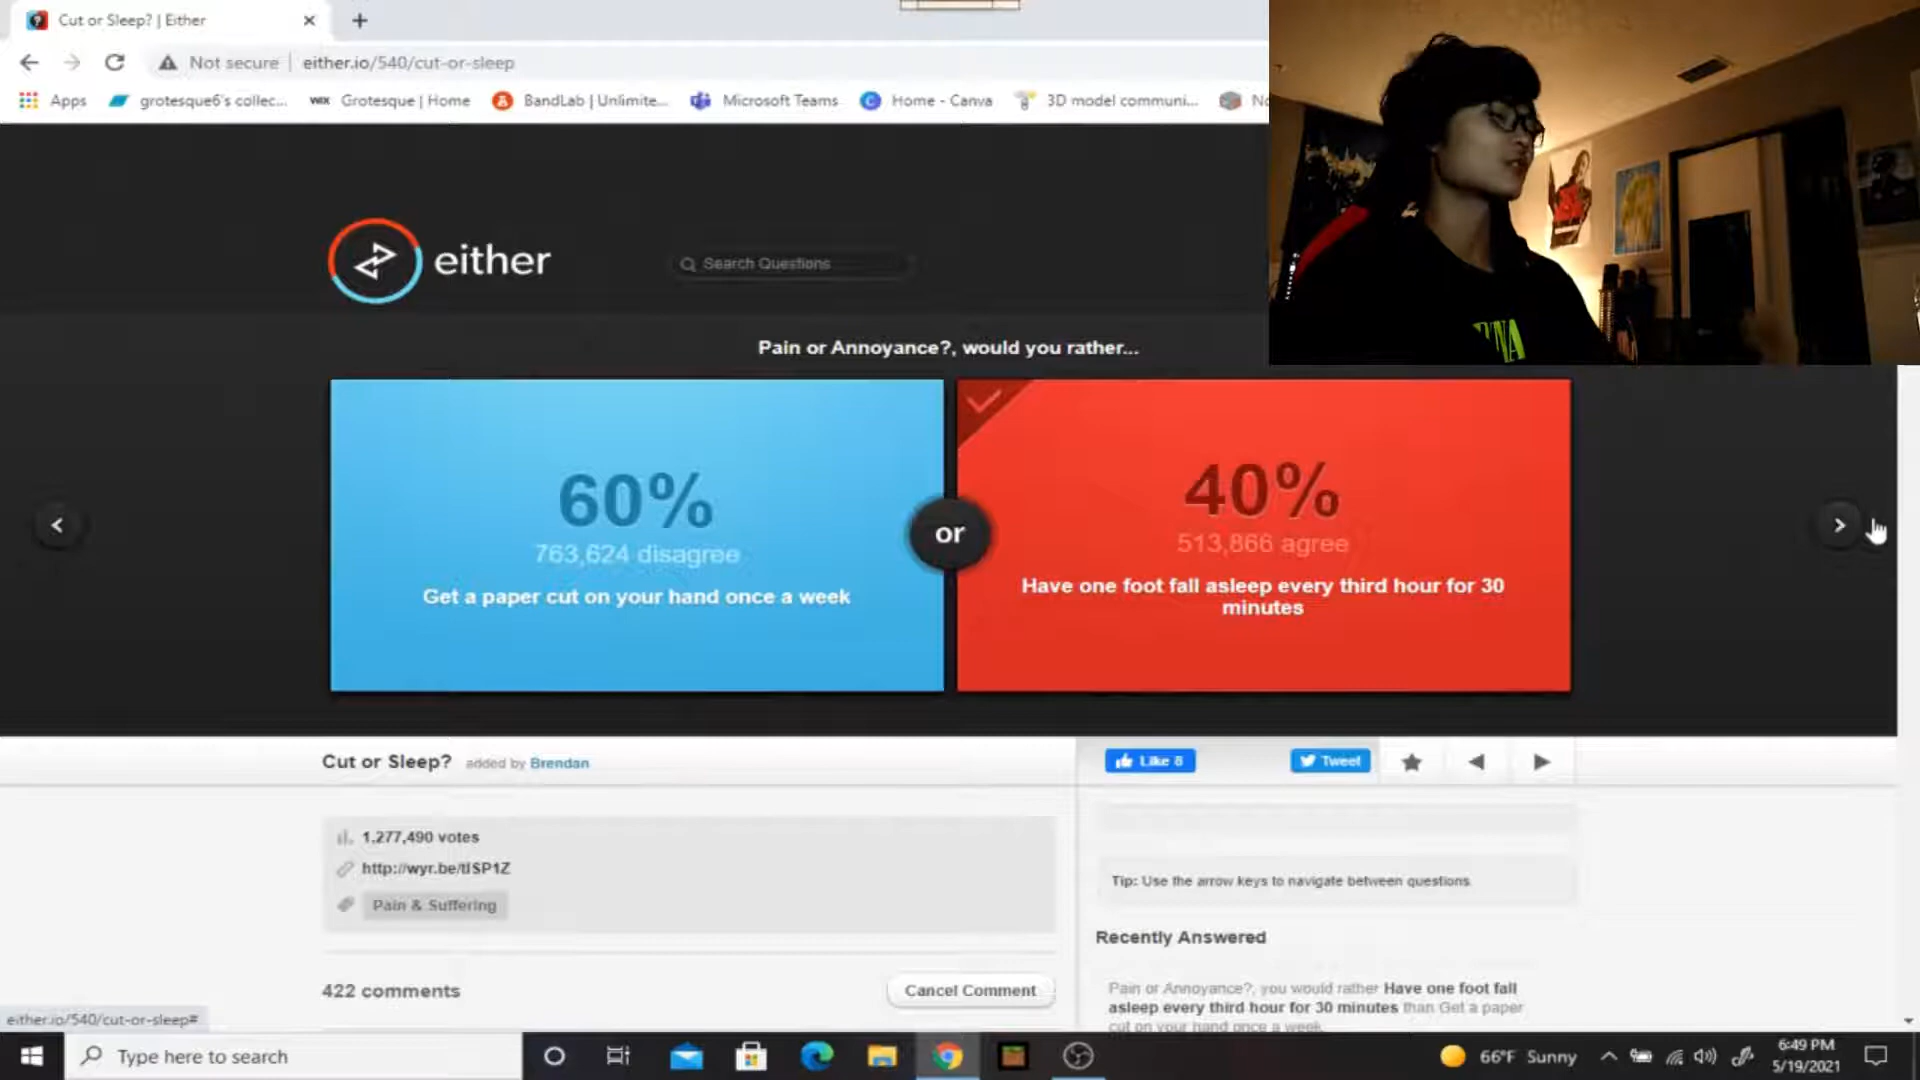 Cut or Sleep? | Either
Not secure
either.io/540/cut-or-sleep
Apps
grotesque6's collec...
WIX
Grotesque | Home
BandLab | Unlimite...
Microsoft Teams
Home - Canva
3D model communi...
No
either
Search Questions
Pain or Annoyance?, would you rather...
60%
763,624 disagree
Get a paper cut on your hand once a week
or
40%
513,866 agree
Have one foot fall asleep every third hour for 30
minutes
Cut or Sleep? added by Brendan
Like 8
Tweet
1,277,490 votes
Pain & Suffering
422 comments
Cancel Comment
Tip: Use the arrow keys to navigate between questions
Recently Answered
Pain or Annoyance?, you would rather Have one foot fall
asleep every third hour for 30 minutes than Get a paper
cut on your hand once a week
either.io/540/cut-or-sleep#
Type here to search
66°F Sunny
6:49 PM
5/19/2021